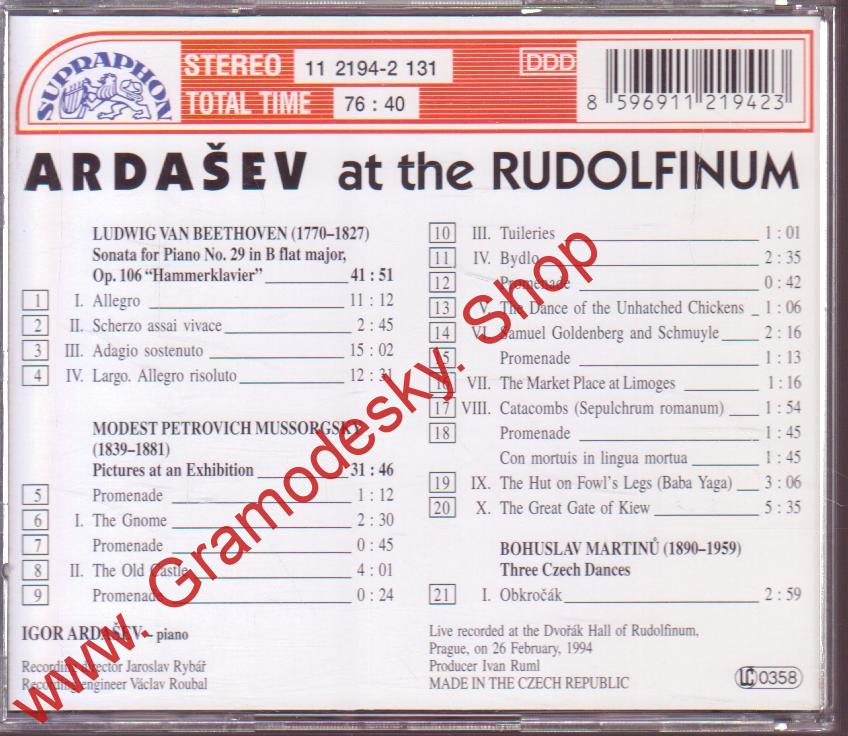 SUPRAPHON
STEREO 11 2194-2 131
TOTAL TIME 76 : 40
DDD
8 596911 219423
ARDAŠEV at the RUDOLFINUM
LUDWIG VAN BEETHOVEN (1770–1827)
Sonata for Piano No. 29 in B flat major,
Op. 106 “Hammerklavier” 41 : 51
1 I. Allegro 11 : 12
2 II. Scherzo assai vivace 2 : 45
3 III. Adagio sostenuto 15 : 02
4 IV. Largo. Allegro risoluto 12 : 31
MODEST PETROVICH MUSSORGSKY
(1839–1881)
Pictures at an Exhibition 31 : 46
5 Promenade 1 : 12
6 I. The Gnome 2 : 30
7 Promenade 0 : 45
8 II. The Old Castle 4 : 01
9 Promenade 0 : 24
IGOR ARDAŠEV – piano
Recording director Jaroslav Rybář
Recording engineer Václav Roubal
10 III. Tuileries 1 : 01
11 IV. Bydlo 2 : 35
12 Promenade 0 : 42
13 V. The Dance of the Unhatched Chickens 1 : 06
14 VI. Samuel Goldenberg and Schmuyle 2 : 16
15 Promenade 1 : 13
16 VII. The Market Place at Limoges 1 : 16
17 VIII. Catacombs (Sepulchrum romanum) 1 : 54
18 Promenade 1 : 45
Con mortuis in lingua mortua 1 : 45
19 IX. The Hut on Fowl's Legs (Baba Yaga) 3 : 06
20 X. The Great Gate of Kiew 5 : 35
BOHUSLAV MARTINŮ (1890–1959)
Three Czech Dances
21 I. Obkročák 2 : 59
Live recorded at the Dvořák Hall of Rudolfinum,
Prague, on 26 February, 1994
Producer Ivan Ruml
MADE IN THE CZECH REPUBLIC
LC 0358
www. Gramodesky. Shop